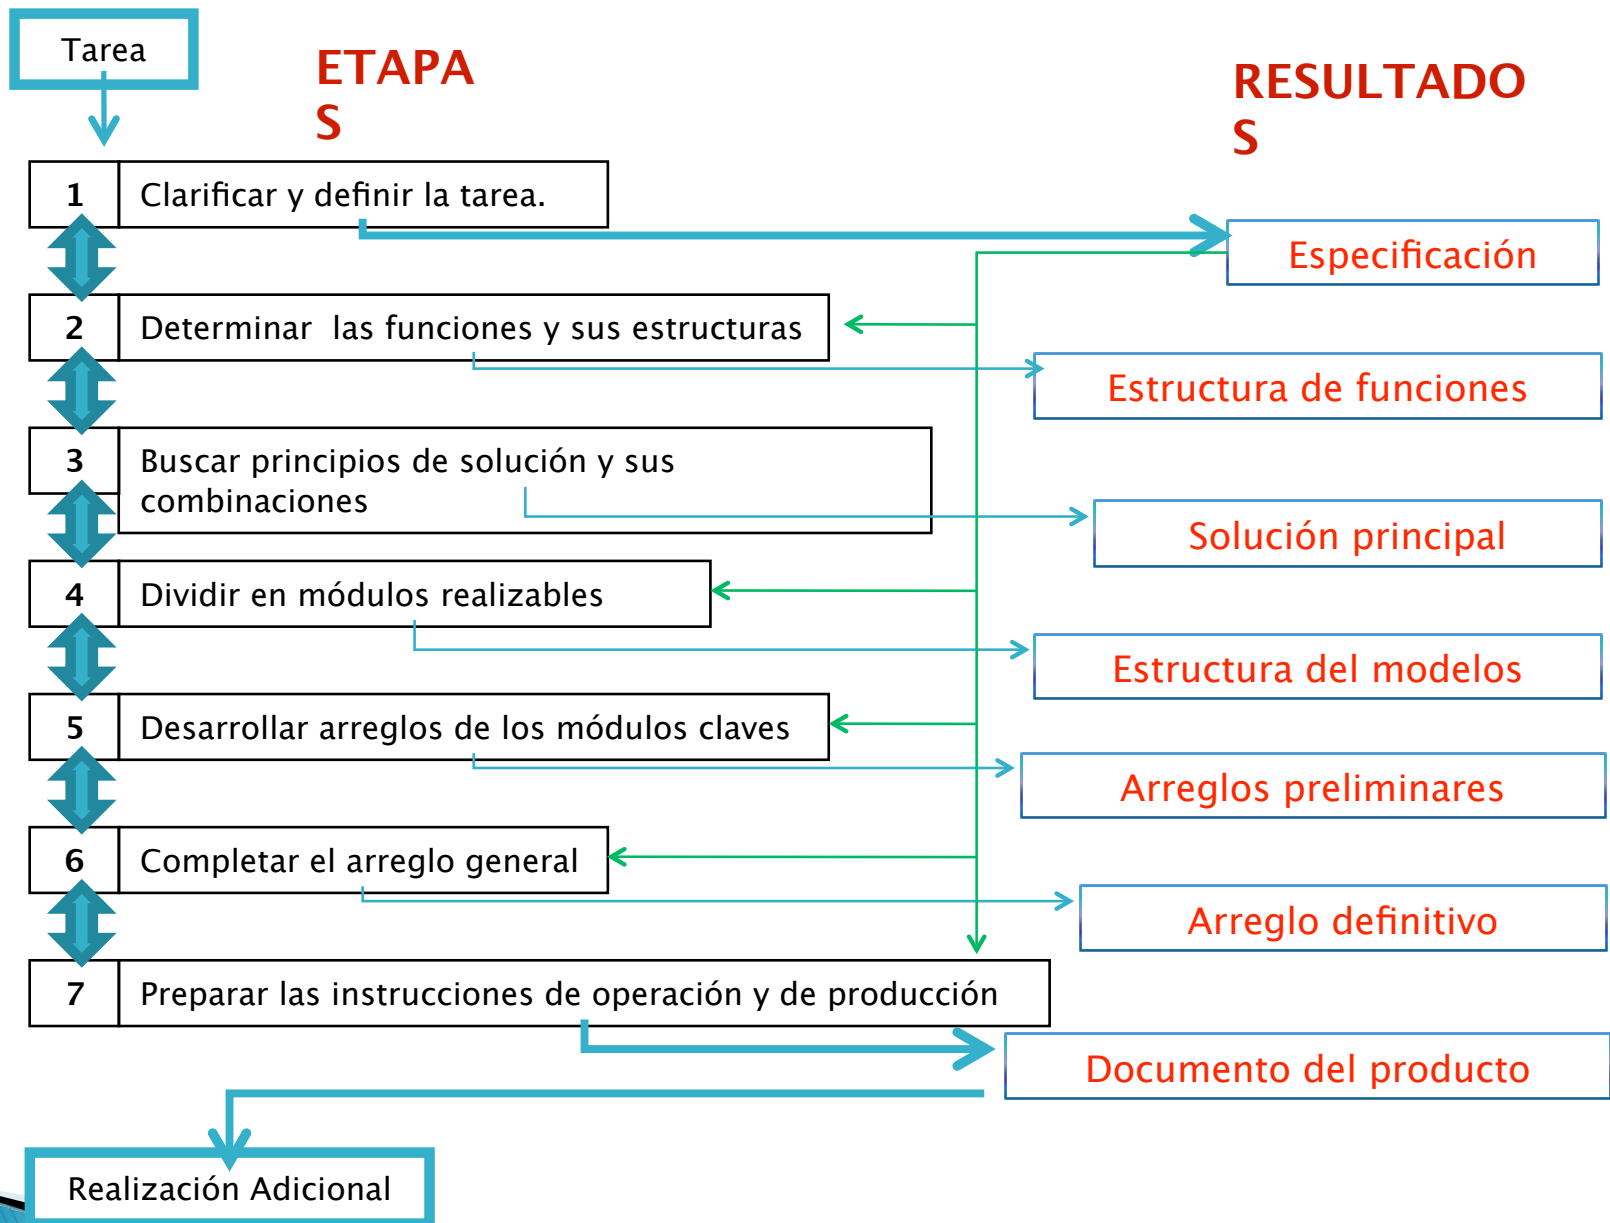 Tarea
ETAPA
S
RESULTADO
S
1 Clarificar y definir la tarea.
Especificación
2 Determinar las funciones y sus estructuras
Estructura de funciones
3 Buscar principios de solución y sus
combinaciones
Solución principal
4 Dividir en módulos realizables
Estructura del modelos
5 Desarrollar arreglos de los módulos claves
Arreglos preliminares
6 Completar el arreglo general
Arreglo definitivo
7 Preparar las instrucciones de operación y de producción
Documento del producto
Realización Adicional